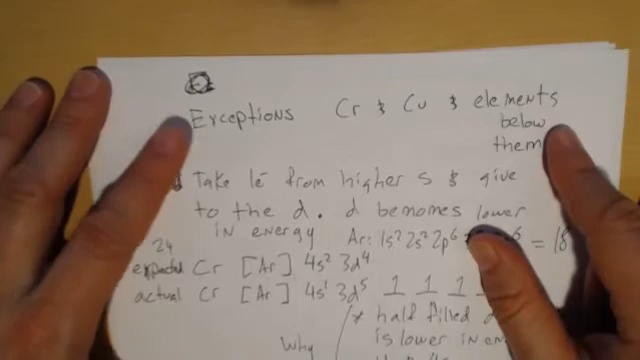 Exceptions Cr & Cu & elements
below
them
Take 1e from higher s & give
to the d. d bemomes lower
in energy Ar: 1s² 2s² 2p⁶ ⁶ = 18
24
expected Cr [Ar] 4s² 3d⁴
actual Cr [Ar] 4s¹ 3d⁵ 1 1 1
* half filled
Why is lower in